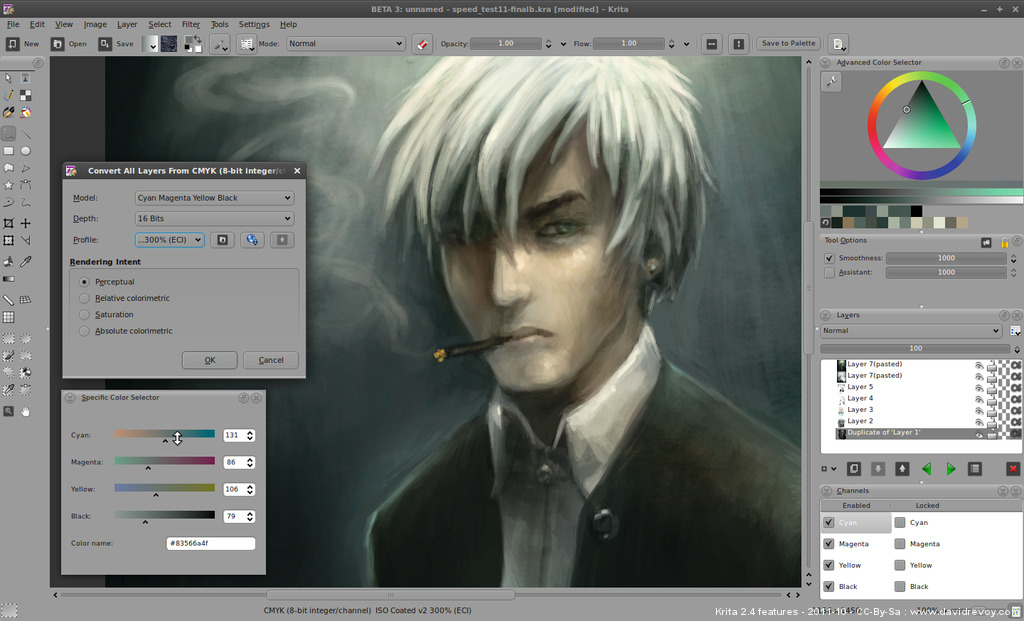 BETA 3: unnamed - speed_test11-finalb.kra [modified] - Krita
File Edit View Image Layer Select Filter Tools Settings Help
New Open Save Mode: Normal Opacity: 1.00 Flow: 1.00 Save to Palette
Advanced Color Selector
Convert All Layers From CMYK (8-bit integer/c
Model: Cyan Magenta Yellow Black
Depth: 16 Bits
Profile: ...300% (ECI)
Rendering Intent
Perceptual
Relative colorimetric
Saturation
Absolute colorimetric
OK Cancel
Specific Color Selector
Cyan: 131
Magenta: 86
Yellow: 106
Black: 79
Color name: #83566a4f
Tool Options
Smoothness: 1000
Assistant: 1000
Layers
Normal
100
Layer 7(pasted)
Layer 7(pasted)
Layer 5
Layer 4
Layer 3
Layer 2
Duplicate of 'Layer 1'
Channels
Enabled Locked
Cyan Cyan
Magenta Magenta
Yellow Yellow
Black Black
CMYK (8-bit integer/channel) ISO Coated v2 300% (ECI)
Krita 2.4 features - 2011-10 - CC-By-Sa : www.davidrevoy.com